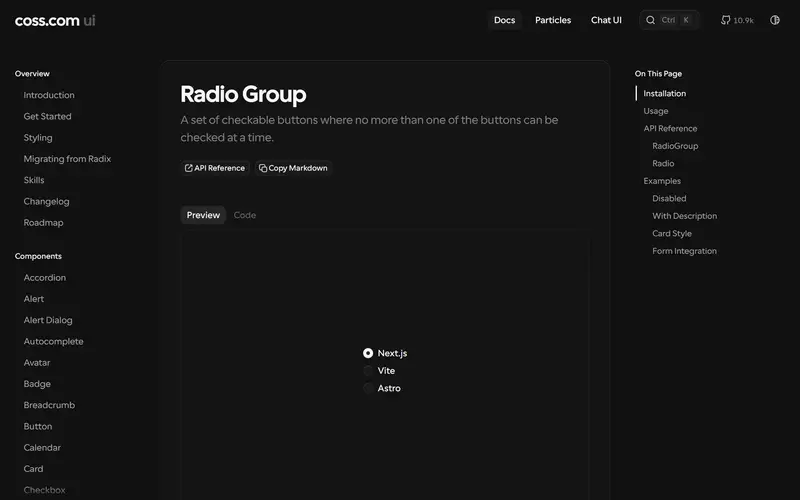 coss.com ui
Docs
Particles
Chat UI
Ctrl K
10.9k
Overview
Introduction
Get Started
Styling
Migrating from Radix
Skills
Changelog
Roadmap
Components
Accordion
Alert
Alert Dialog
Autocomplete
Avatar
Badge
Breadcrumb
Button
Calendar
Card
Checkbox
Radio Group
A set of checkable buttons where no more than one of the buttons can be
checked at a time.
API Reference
Copy Markdown
Preview
Code
Next.js
Vite
Astro
On This Page
Installation
Usage
API Reference
RadioGroup
Radio
Examples
Disabled
With Description
Card Style
Form Integration